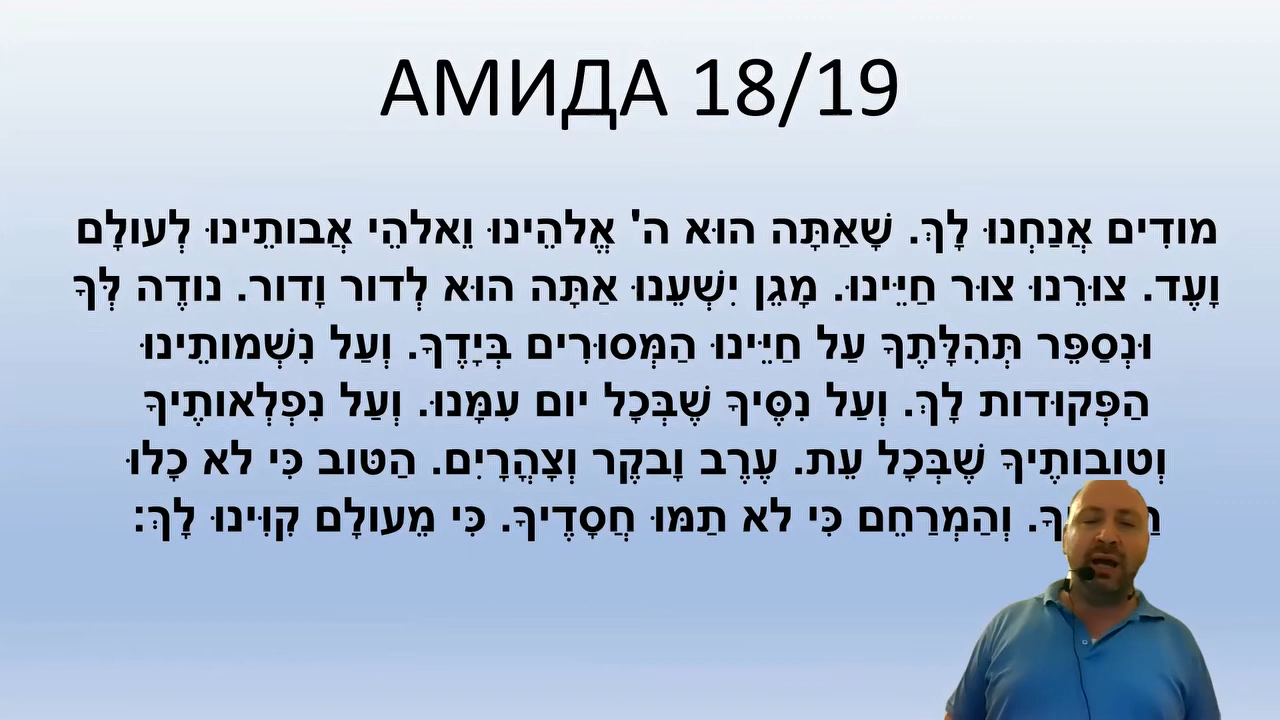 АМИДА 18/19
מודִים אֲנַחְנוּ לָךְ. שָׁאַתָּה הוּא ה' אֱלהֵינוּ וֵאלהֵי אֲבותֵינוּ לְעולָם
וָעֶד. צוּרֵנוּ צוּר חַיֵּינוּ. מָגֵן יִשְׁעֵנוּ אַתָּה הוּא לְדור וָדור. נודֶה לְּךָ
וּנְסַפֵּר תְּהִלָּתֶךָ עַל חַיֵּינוּ הַמְּסוּרִים בְּיָדֶךָ. וְעַל נִשְׁמותֵינוּ
הַפְּקוּדות לָךְ. וְעַל נִסֶּיךָ שֶׁבְּכָל יום עִמָּנוּ. וְעַל נִפְלְאותֶיךָ
וְטובותֶיךָ שֶׁבְּכָל עֵת. עֶרֶב וָבקֶר וְצָהֳרָיִם. הַטּוב כִּי לא כָלוּ
וְהַמְרַחֵם כִּי לא תַמּוּ חֲסָדֶיךָ. כִּי מֵעולָם קִוִּינוּ לָךְ: